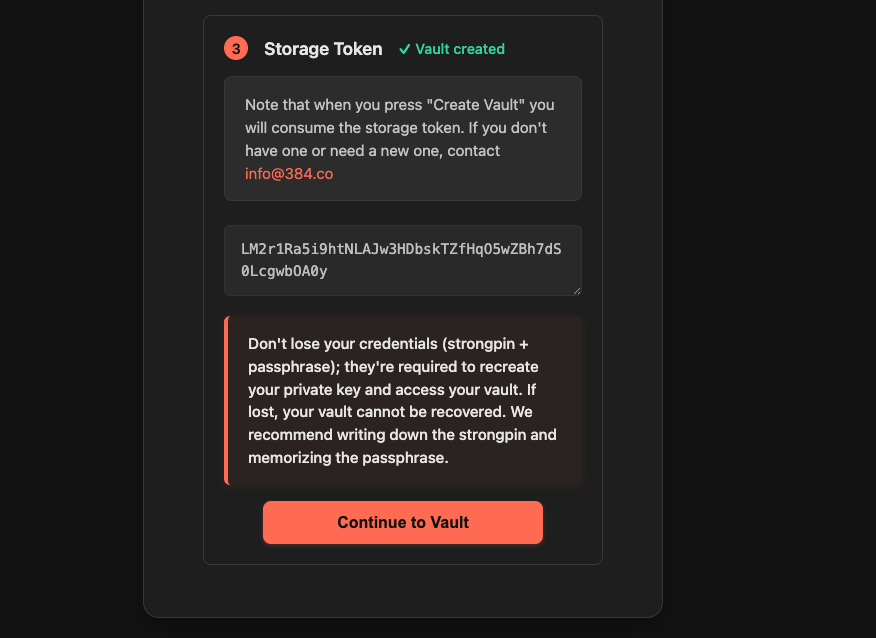 3 Storage Token ✓ Vault created
Note that when you press "Create Vault" you
will consume the storage token. If you don't
have one or need a new one, contact
info@384.co
LM2r1Ra5i9htNLAJw3HDbskTZfHqO5wZBh7dS
0LcgwbOA0y
Don't lose your credentials (strongpin +
passphrase); they're required to recreate
your private key and access your vault. If
lost, your vault cannot be recovered. We
recommend writing down the strongpin and
memorizing the passphrase.
Continue to Vault